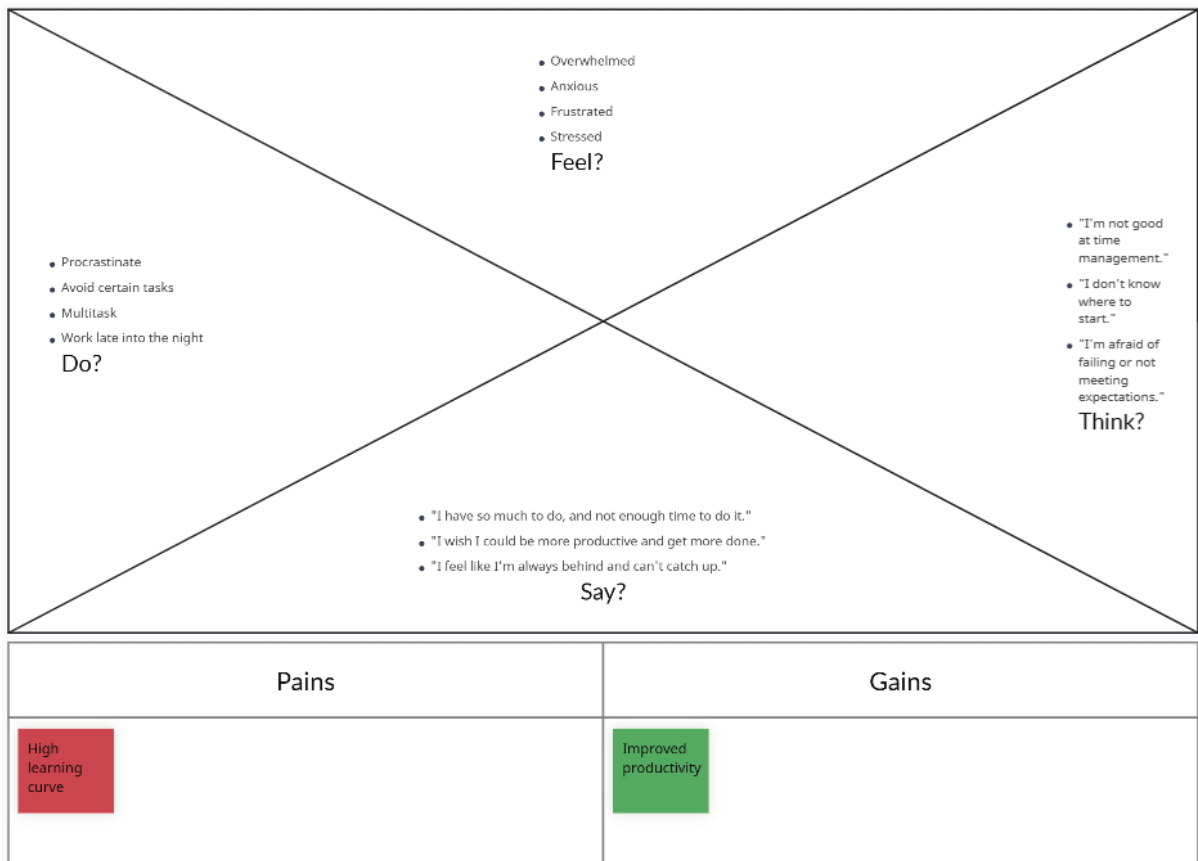 Overwhelmed
Anxious
Frustrated
Stressed
Feel?
Procrastinate
Avoid certain tasks
Multitask
Work late into the night
Do?
"I'm not good
at time
management."
"I don't know
where to
start."
"I'm afraid of
failing or not
meeting
expectations."
Think?
"I have so much to do, and not enough time to do it."
"I wish I could be more productive and get more done."
"I feel like I'm always behind and can't catch up."
Say?
Pains
Gains
High
learning
curve
Improved
productivity